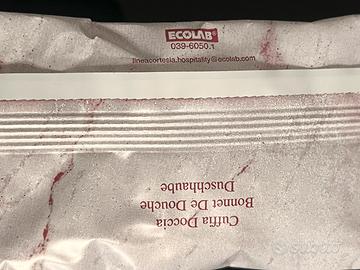 ECOLAB®
039-6050.1
lineacortesia.hospitality@ecolab.com
Cuffia Doccia
Bonnet De Douche
Duschhaube